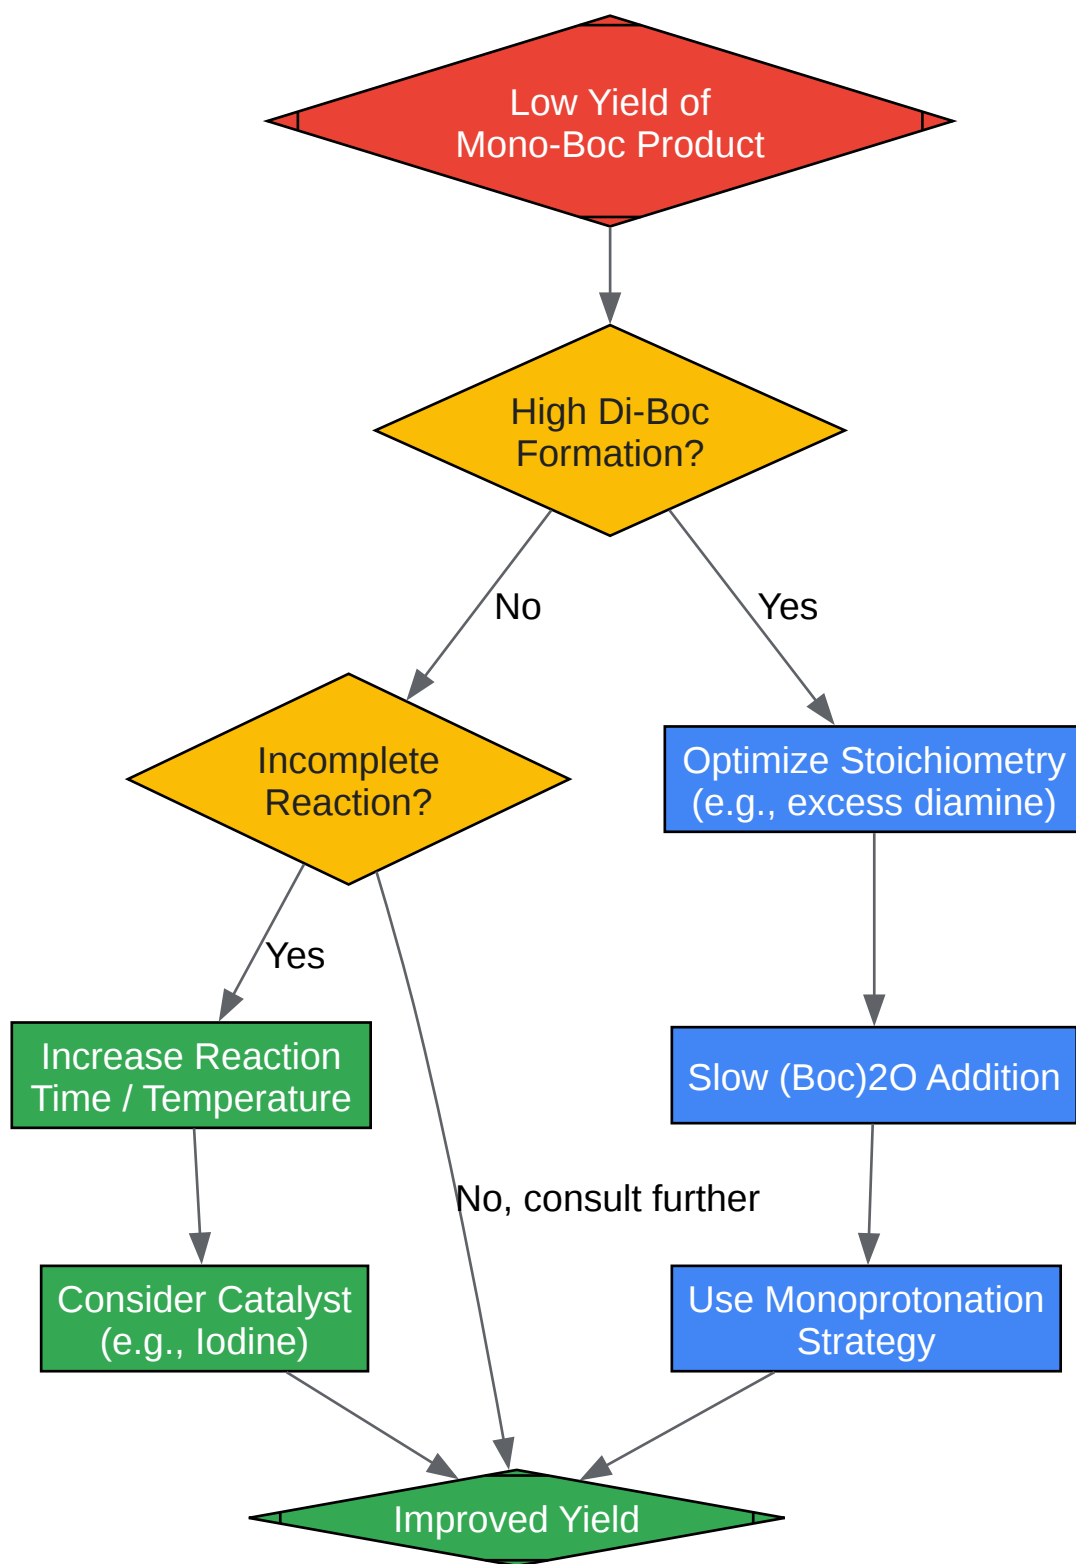 Low Yield of
Mono-Boc Product
High Di-Boc
Formation?
No
Yes
Incomplete
Reaction?
Optimize Stoichiometry
(e.g., excess diamine)
Yes
Increase Reaction
Time / Temperature
Slow (Boc)2O Addition
No, consult further
Consider Catalyst
(e.g., Iodine)
Use Monoprotonation
Strategy
Improved Yield